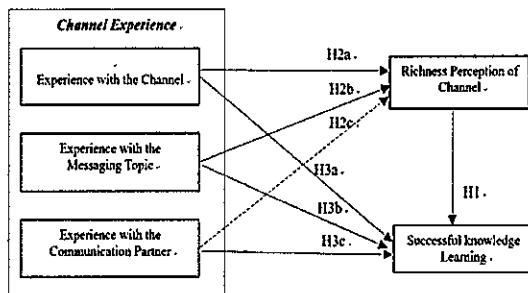 Channel Experience
Experience with the Channel
Experience with the
Messaging Topic
Experience with the
Communication Partner
H2a
H2b
H2c
H3a
H3b
H3c
Richness Perception of
Channel
H1
Successful knowledge
Learning